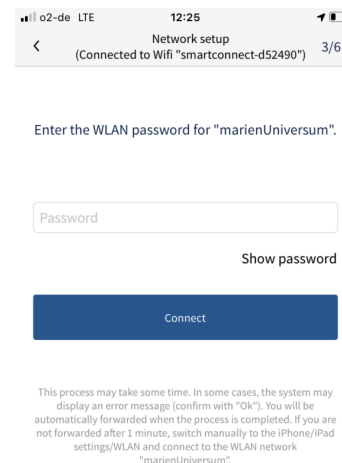 o2-de LTE 12:25
Network setup
(Connected to Wifi "smartconnect-d52490")
3/6
Enter the WLAN password for "marienUniversum".
Password
Show password
Connect
This process may take some time. In some cases, the system may
display an error message (confirm with "Ok"). You will be
automatically forwarded when the process is completed. If you are
not forwarded after 1 minute, switch manually to the iPhone/iPad
settings/WLAN and connect to the WLAN network
"marienUniversum".